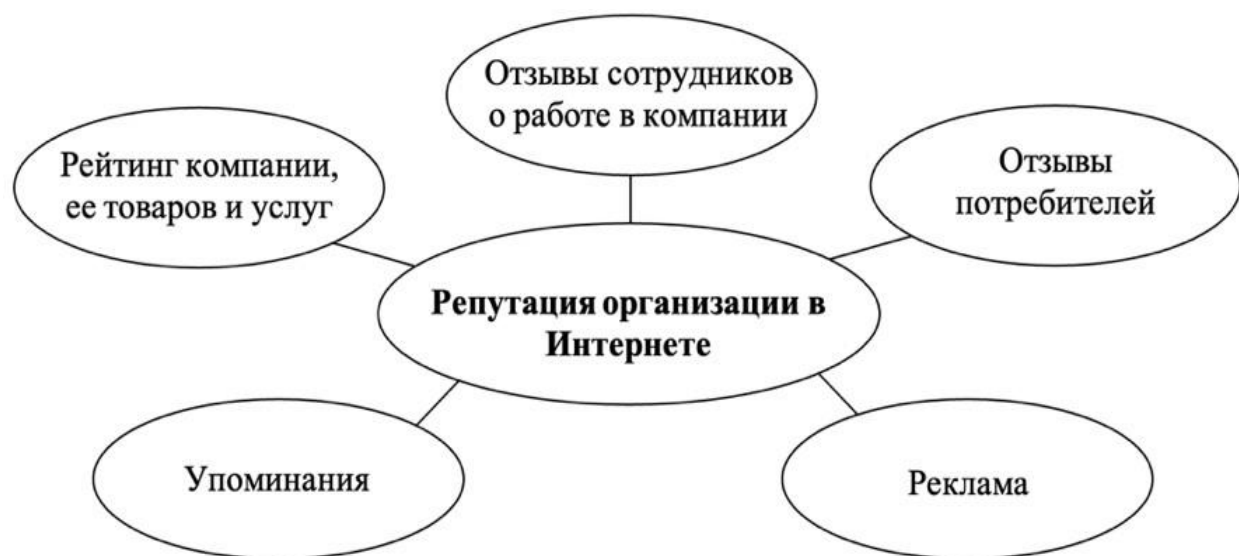 Отзывы сотрудников
о работе в компании
Рейтинг компании,
ее товаров и услуг
Отзывы
потребителей
Репутация организации в
Интернете
Упоминания
Реклама